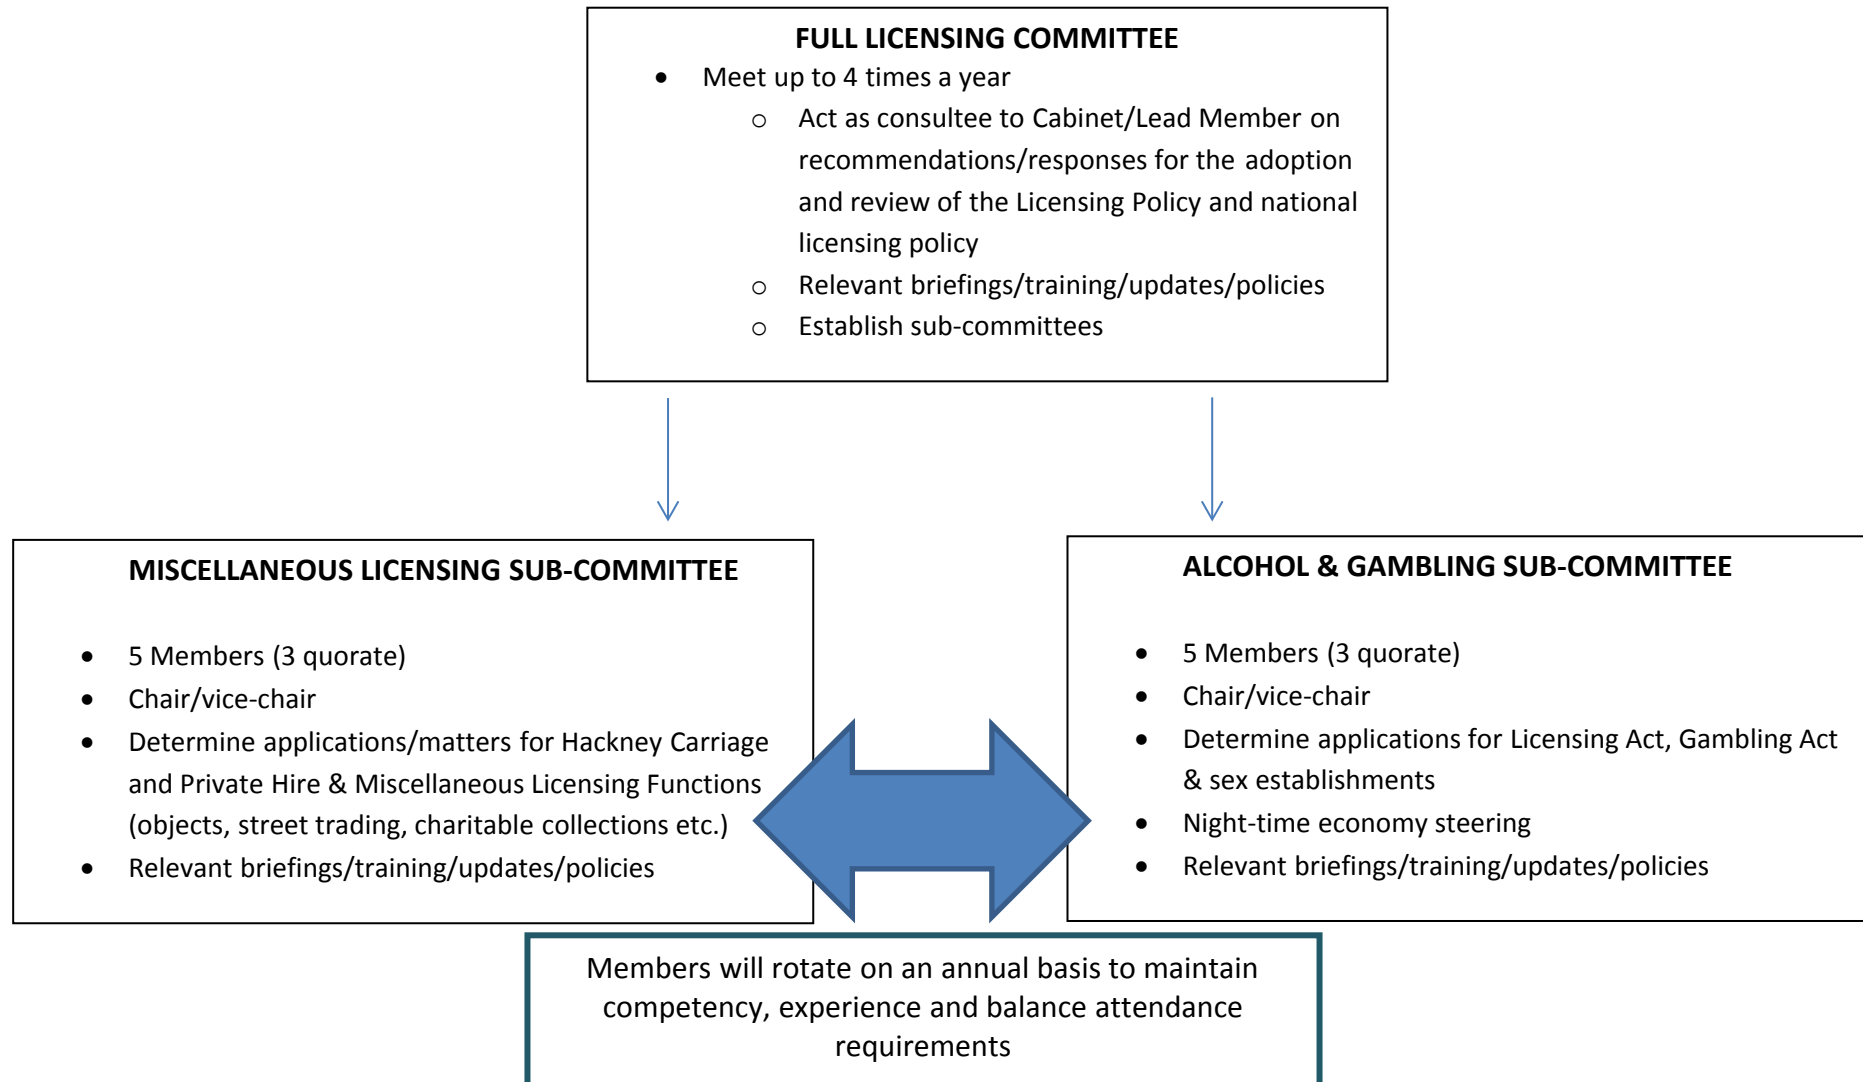 FULL LICENSING COMMITTEE
• Meet up to 4 times a year
o Act as consultee to Cabinet/Lead Member on
recommendations/responses for the adoption
and review of the Licensing Policy and national
licensing policy
o Relevant briefings/training/updates/policies
o Establish sub-committees
MISCELLANEOUS LICENSING SUB-COMMITTEE
• 5 Members (3 quorate)
• Chair/vice-chair
• Determine applications/matters for Hackney Carriage
and Private Hire & Miscellaneous Licensing Functions
(objects, street trading, charitable collections etc.)
• Relevant briefings/training/updates/policies
ALCOHOL & GAMBLING SUB-COMMITTEE
• 5 Members (3 quorate)
• Chair/vice-chair
• Determine applications for Licensing Act, Gambling Act
& sex establishments
• Night-time economy steering
• Relevant briefings/training/updates/policies
Members will rotate on an annual basis to maintain
competency, experience and balance attendance
requirements